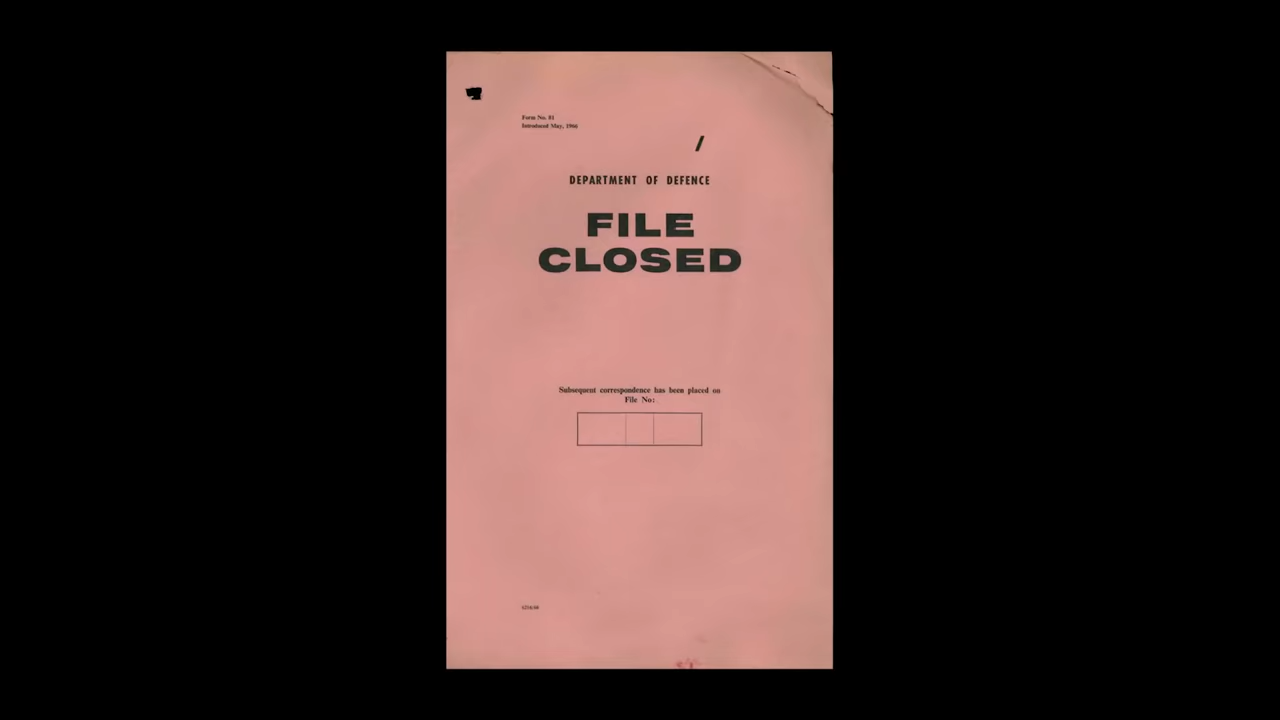 Form No. 81
Introduced May, 1966
/
DEPARTMENT OF DEFENCE
FILE
CLOSED
Subsequent correspondence has been placed on
File No: